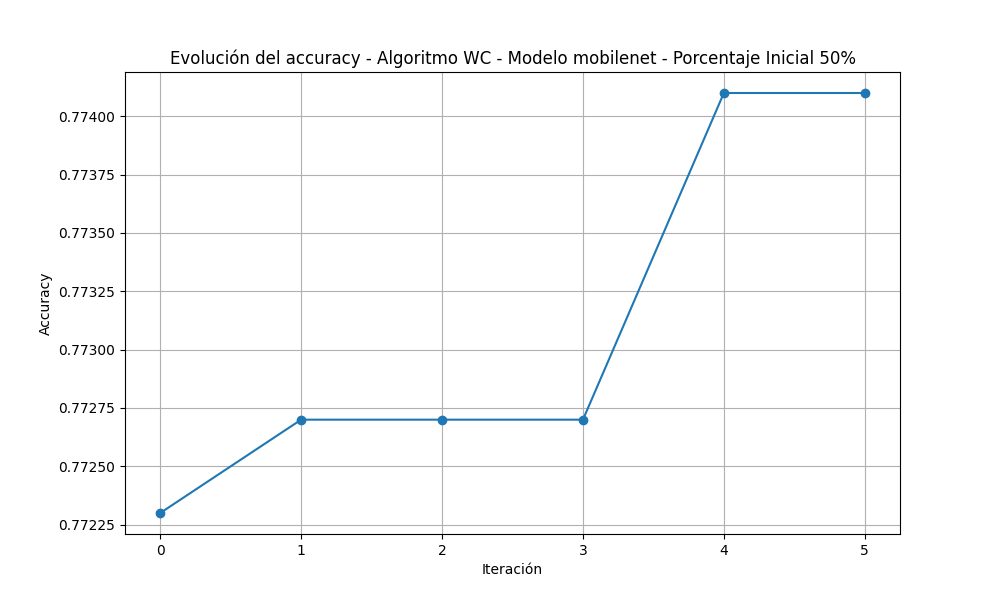 Evolución del accuracy - Algoritmo WC - Modelo mobilenet - Porcentaje Inicial 50%
0.77400
0.77375
0.77350
0.77325
0.77300
0.77275
0.77250
0.77225
Accuracy
0 1 2 3 4 5
Iteración